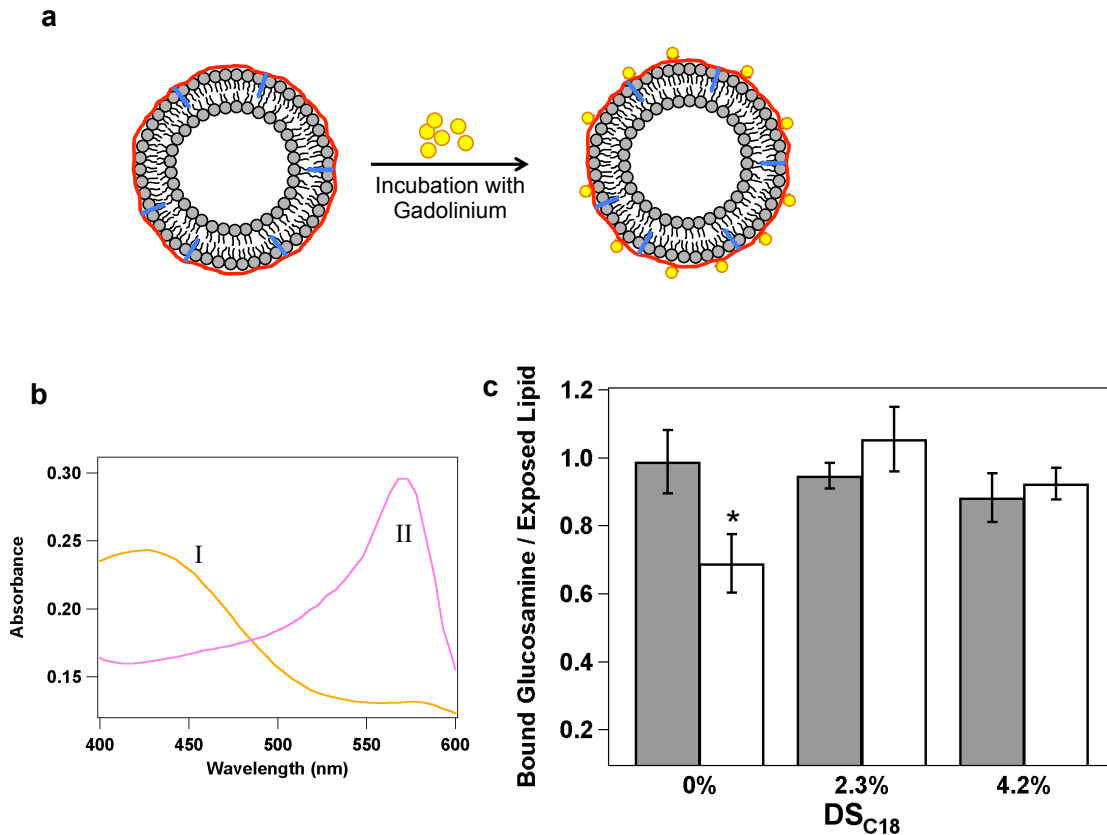 a
Incubation with
Gadolinium
b
0.30
0.25
0.20
0.15
Absorbance
I
II
400
450
500
550
600
Wavelength (nm)
c
1.2
1.0
0.8
0.6
0.4
0.2
Bound Glucosamine / Exposed Lipid
*
0%
2.3%
4.2%
DSC18